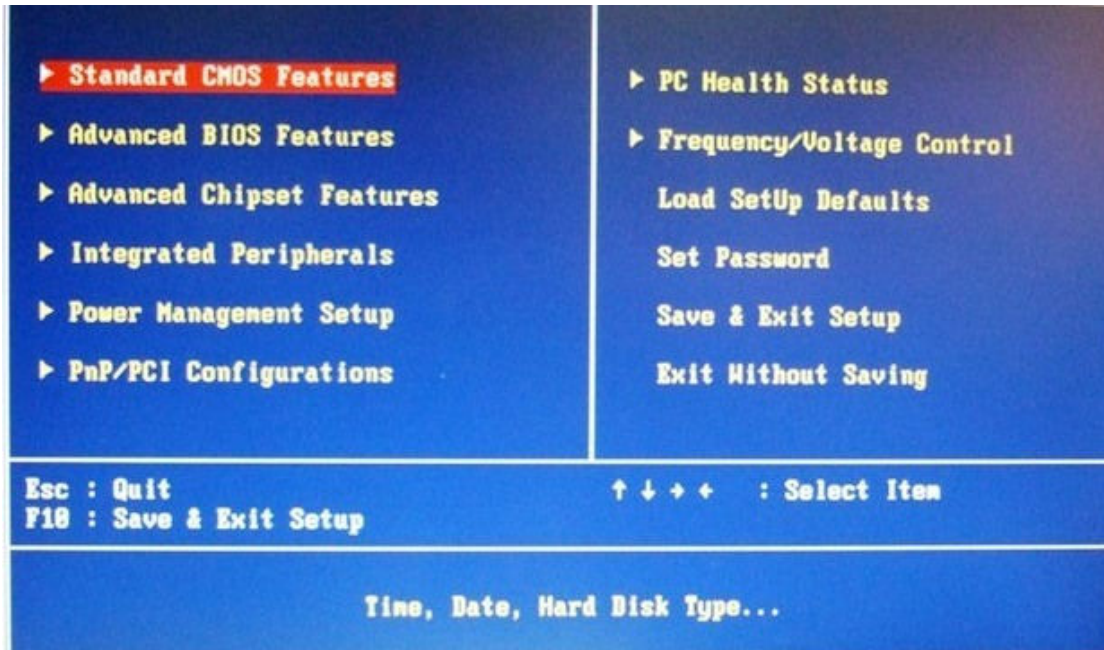 Standard CMOS Features
Advanced BIOS Features
Advanced Chipset Features
Integrated Peripherals
Power Management Setup
PnP/PCI Configurations
PC Health Status
Frequency/Voltage Control
Load SetUp Defaults
Set Password
Save & Exit Setup
Exit Without Saving
Esc : Quit
F10 : Save & Exit Setup
↑ ↓ → ← : Select Item
Time, Date, Hard Disk Type...